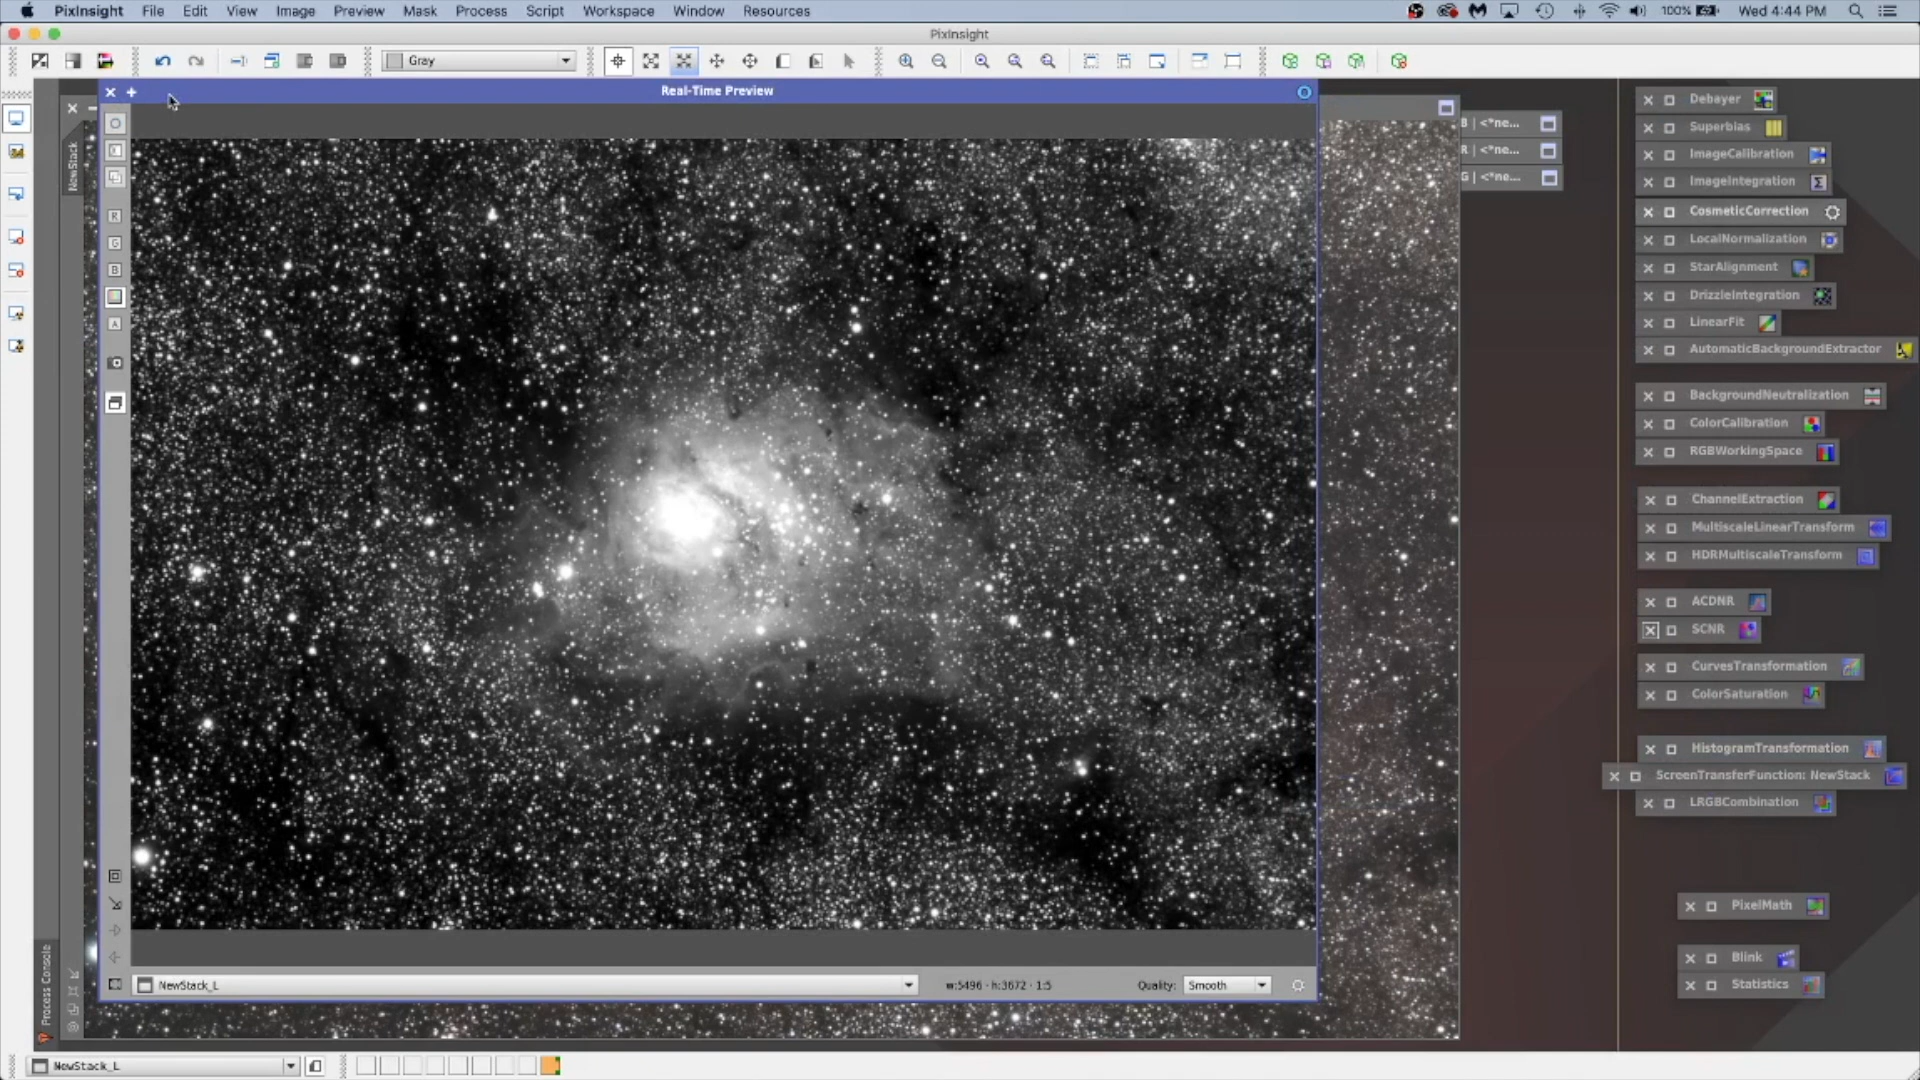 PixInsight File Edit View Image Preview Mask Process Script Workspace Window Resources 100% Wed 4:44 PM
PixInsight
Gray
Real-Time Preview
NewStack
R
G
B
A
B | <*ne...
R | <*ne...
G | <*ne...
Debayer
Superbias
ImageCalibration
ImageIntegration
CosmeticCorrection
LocalNormalization
StarAlignment
DrizzleIntegration
LinearFit
AutomaticBackgroundExtractor
BackgroundNeutralization
ColorCalibration
RGBWorkingSpace
ChannelExtraction
MultiscaleLinearTransform
HDRMultiscaleTransform
ACDNR
SCNR
CurvesTransformation
ColorSaturation
HistogramTransformation
ScreenTransferFunction: NewStack
LRGBCombination
PixelMath
Blink
Statistics
Process Console
NewStack_L w:5496 · h:3672 · 1:5 Quality: Smooth
NewStack_L